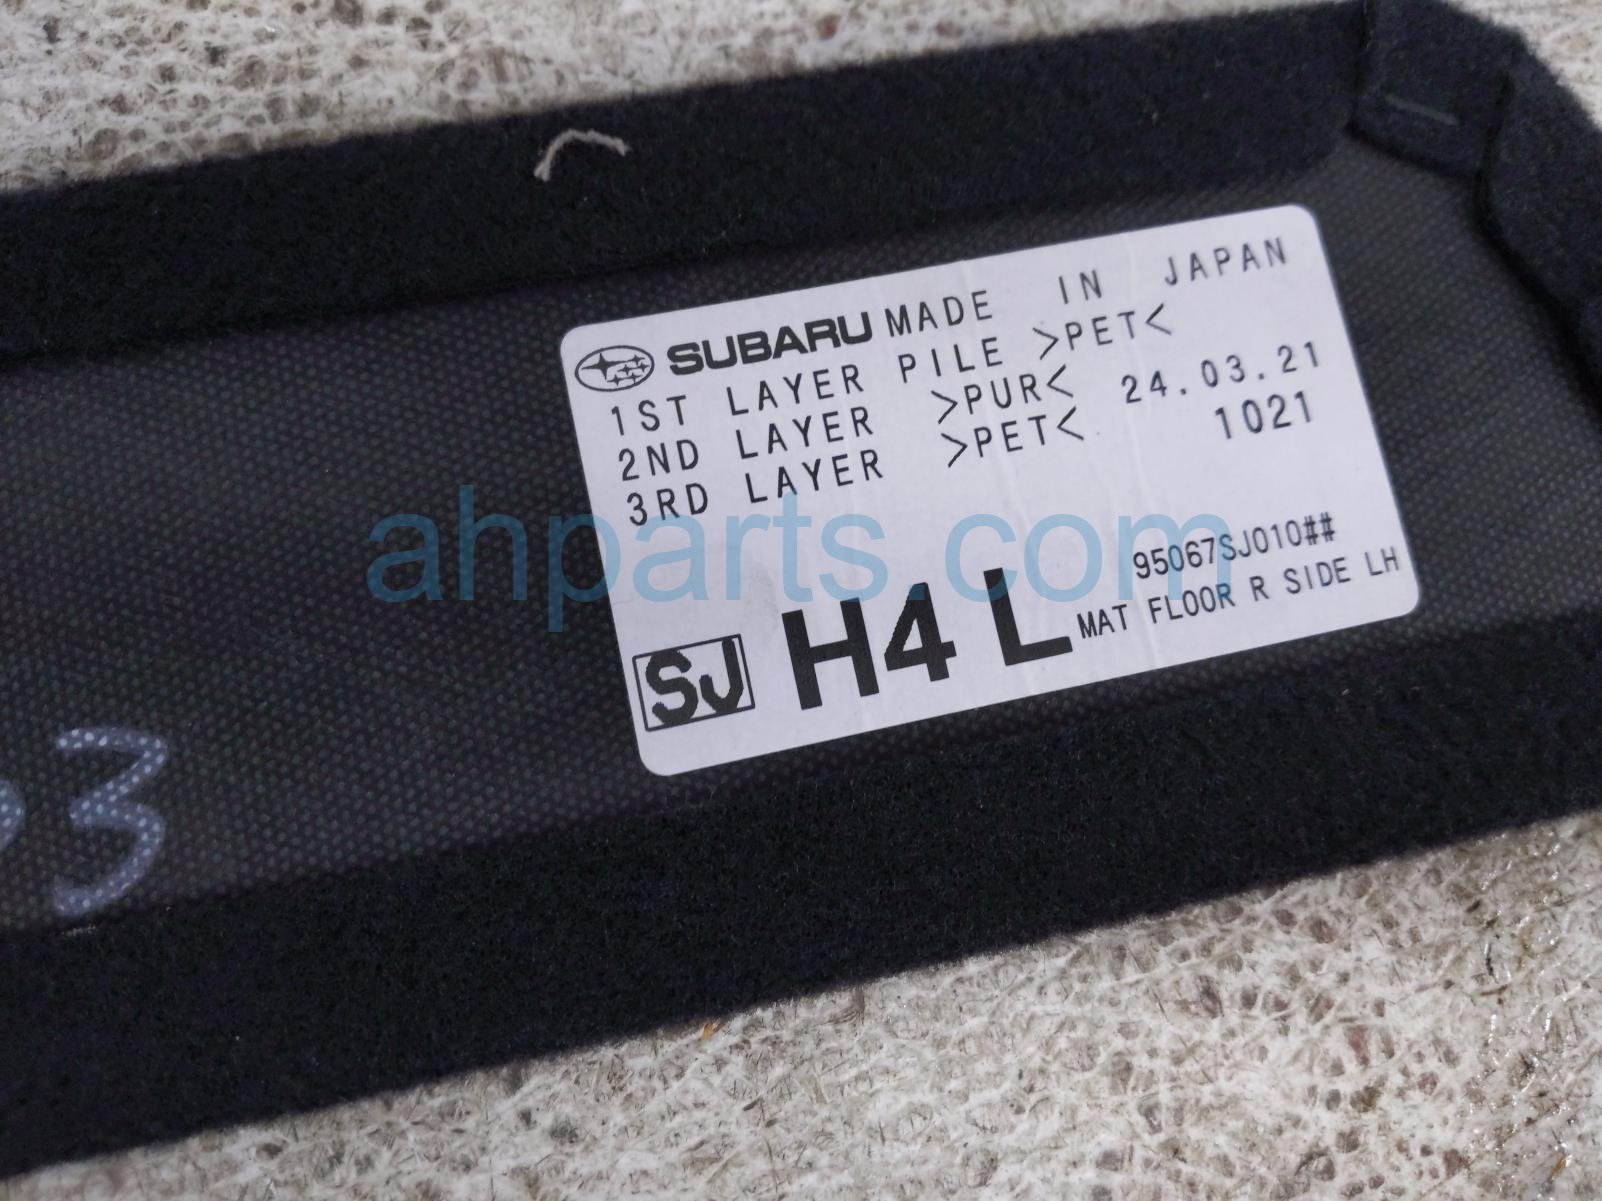 SUBARU MADE IN JAPAN
1ST LAYER PILE >PET<
2ND LAYER >PUR< 24.03.21
3RD LAYER >PET< 1021
95067SJ010##
SJ H4 L MAT FLOOR R SIDE LH
ahparts.com
3